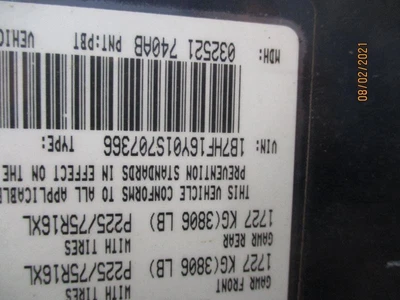 GAWR FRONT WITH TIRES
1727 KG(3806 LB) P225/75R16XL
GAWR REAR WITH TIRES
1727 KG(3806 LB) P225/75R16XL
THIS VEHICLE CONFORMS TO ALL APPLICABLE
PREVENTION STANDARDS IN EFFECT ON THE
VIN: 1B7HF16Y01S707366 TYPE:
MDH: 032521 740AB PNT:PBT VEHIC
08/02/2021